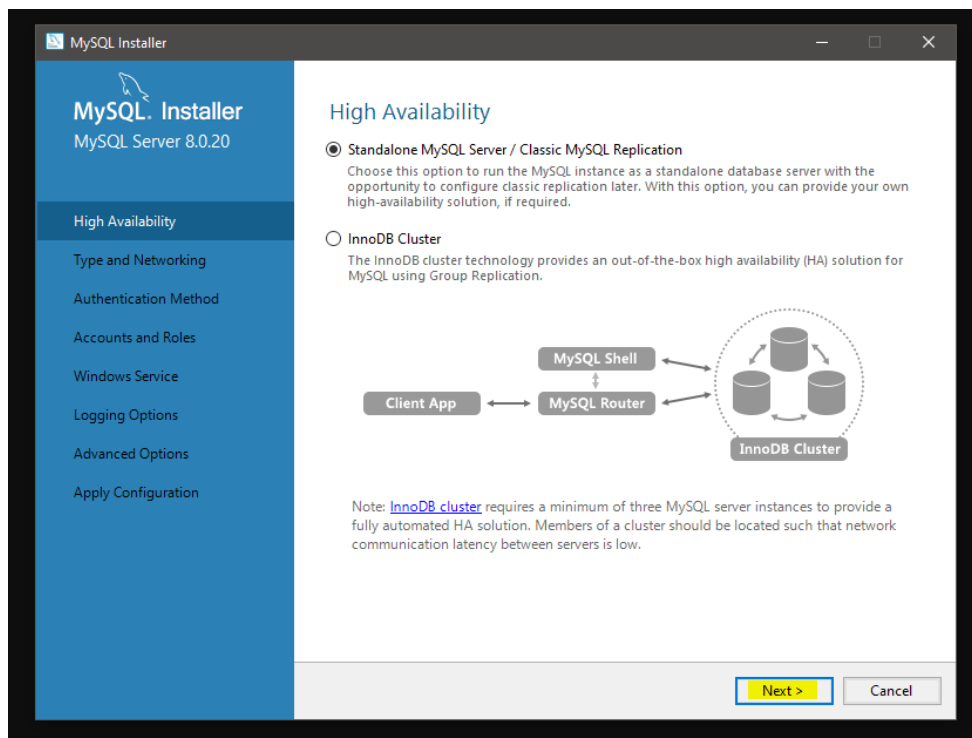 MySQL Installer
MySQL. Installer
MySQL Server 8.0.20
High Availability
Type and Networking
Authentication Method
Accounts and Roles
Windows Service
Logging Options
Advanced Options
Apply Configuration
High Availability
Standalone MySQL Server / Classic MySQL Replication
Choose this option to run the MySQL instance as a standalone database server with the
opportunity to configure classic replication later. With this option, you can provide your own
high-availability solution, if required.
InnoDB Cluster
The InnoDB cluster technology provides an out-of-the-box high availability (HA) solution for
MySQL using Group Replication.
MySQL Shell
Client App
MySQL Router
InnoDB Cluster
Note: InnoDB cluster requires a minimum of three MySQL server instances to provide a
fully automated HA solution. Members of a cluster should be located such that network
communication latency between servers is low.
Next >
Cancel